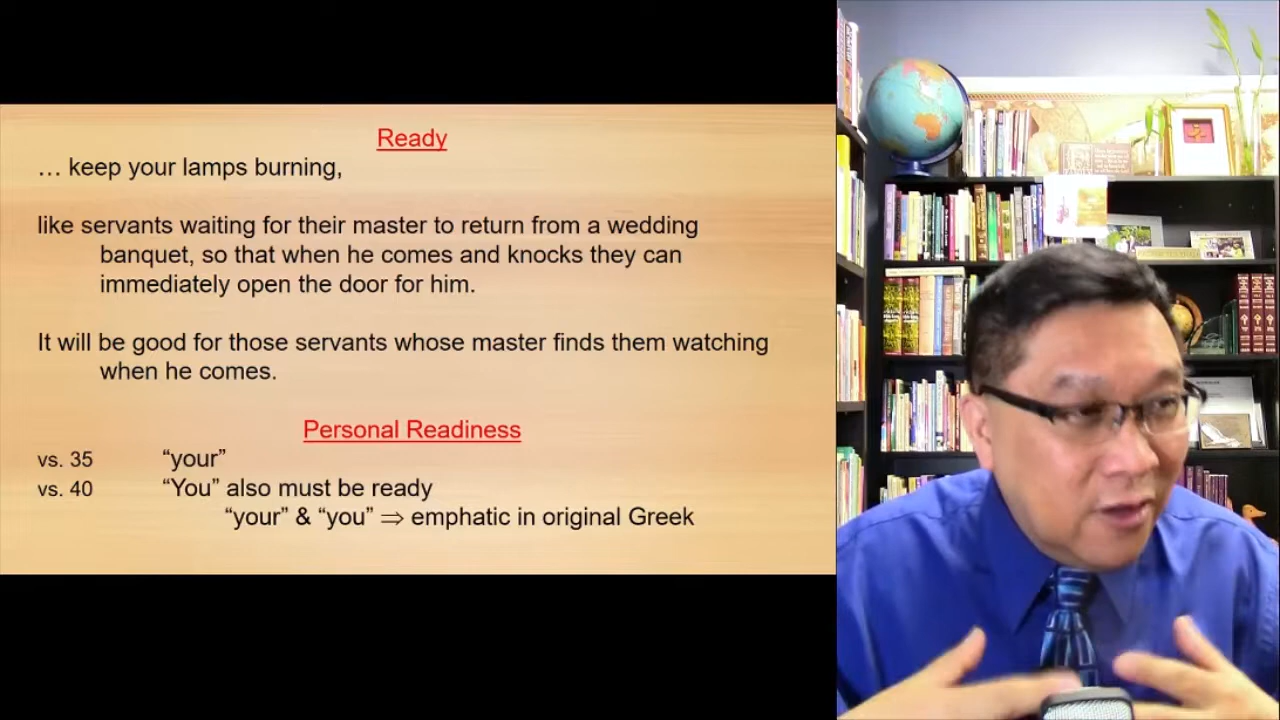 Ready
… keep your lamps burning,
like servants waiting for their master to return from a wedding
banquet, so that when he comes and knocks they can
immediately open the door for him.
It will be good for those servants whose master finds them watching
when he comes.
Personal Readiness
vs. 35 “your”
vs. 40 “You” also must be ready
“your” & “you” ⇒ emphatic in original Greek